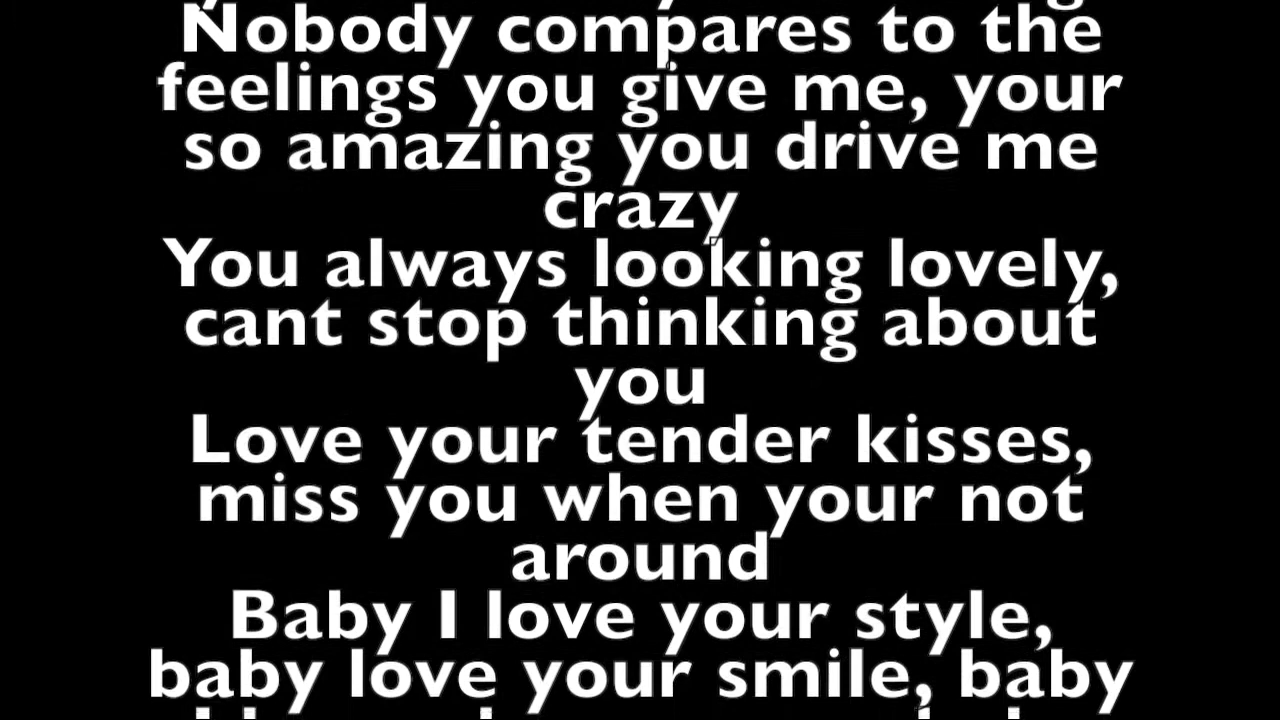 Nobody compares to the
feelings you give me, your
so amazing you drive me
crazy
You always looking lovely,
cant stop thinking about
you
Love your tender kisses,
miss you when your not
around
Baby I love your style,
baby love your smile, baby